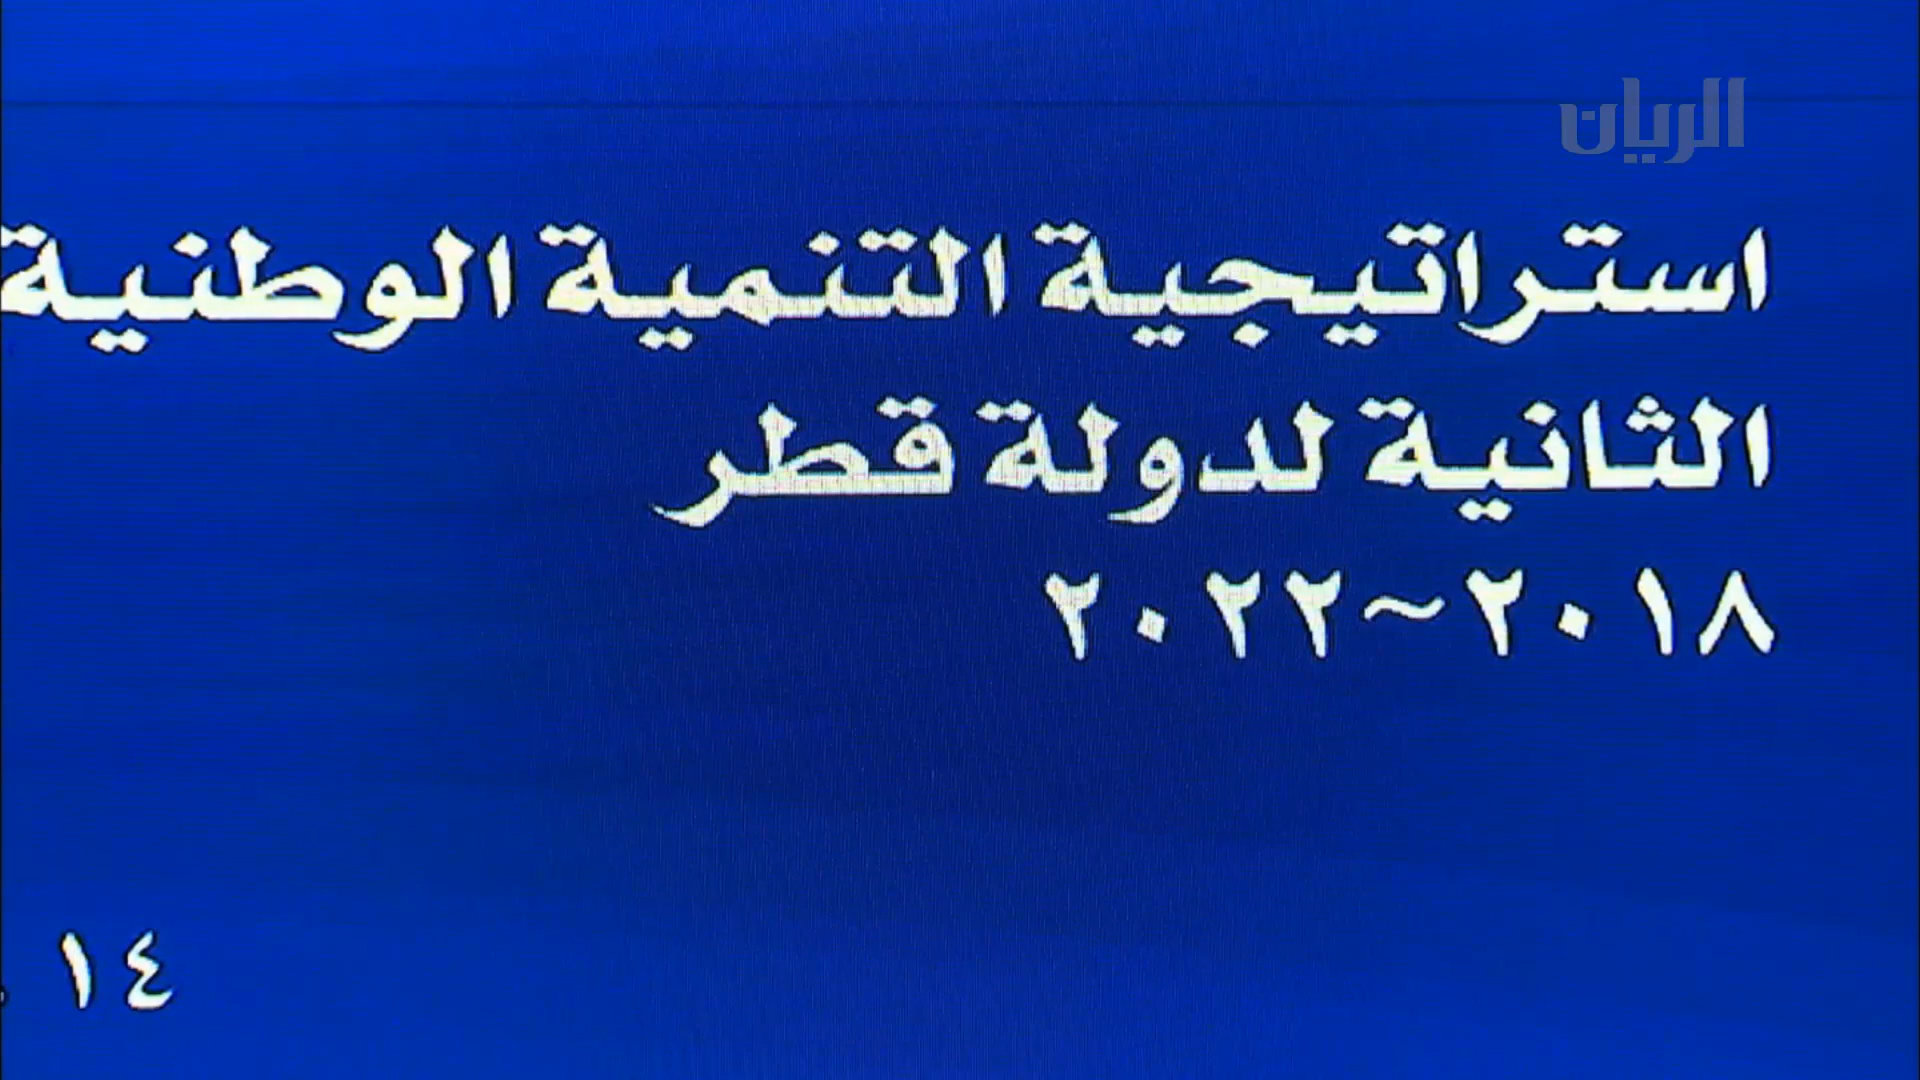 الريان
استراتيجية التنمية الوطنية
الثانية لدولة قطر
٢٠١٨~٢٠٢٢
١٤